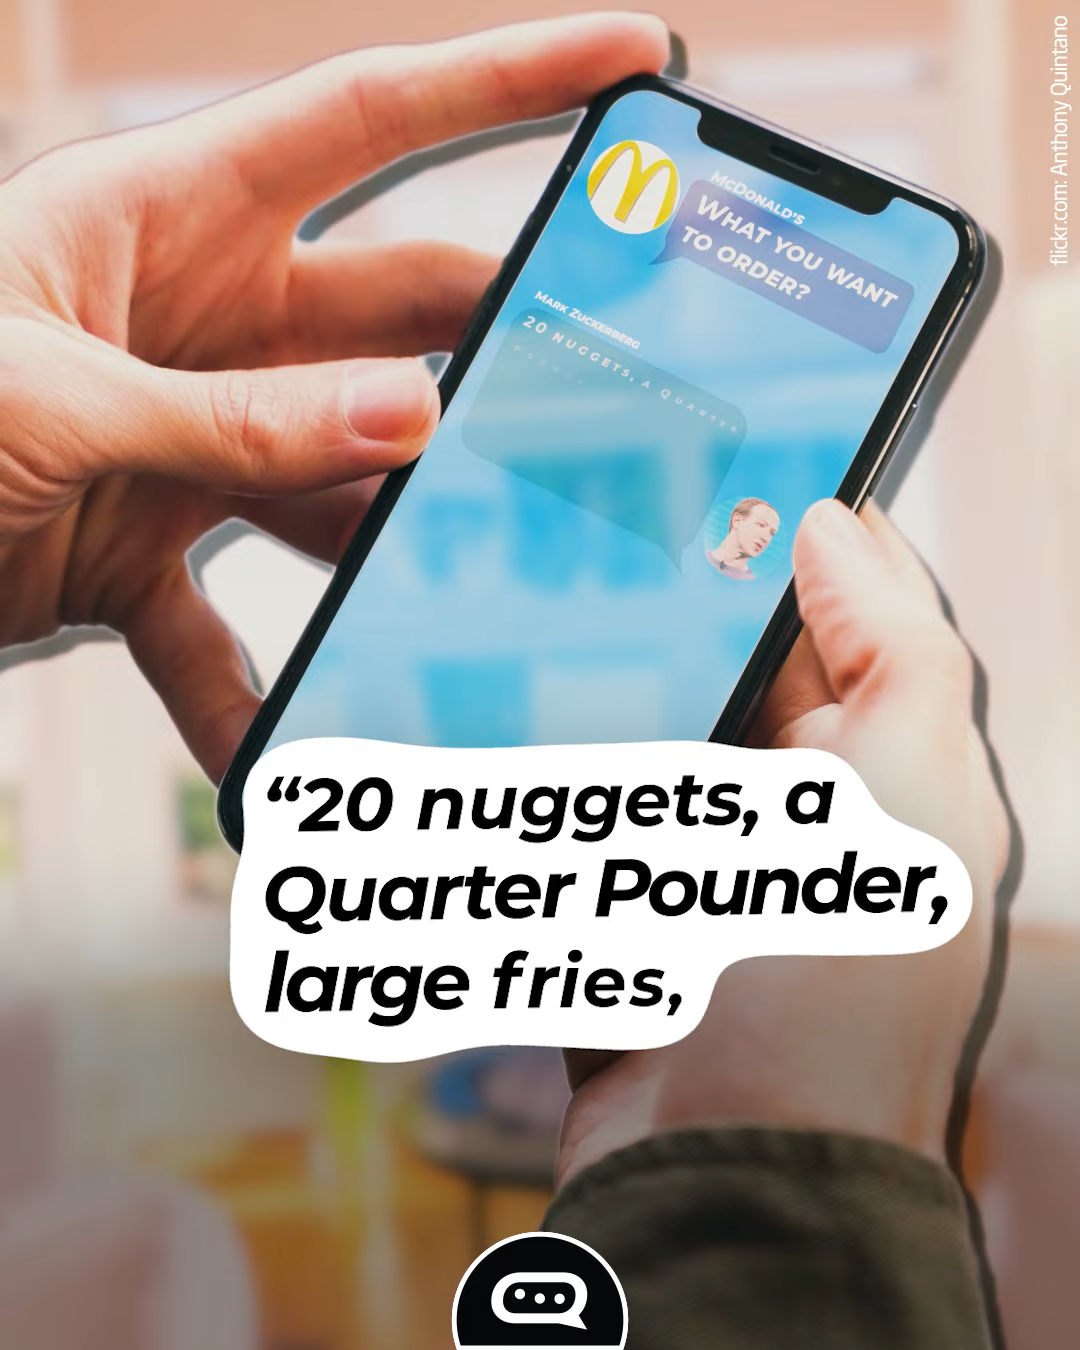 flickr.com: Anthony Quintano
McDonald's
What you want
to order?
Mark Zuckerberg
20 nuggets, a Quarter
“20 nuggets, a
Quarter Pounder,
large fries,